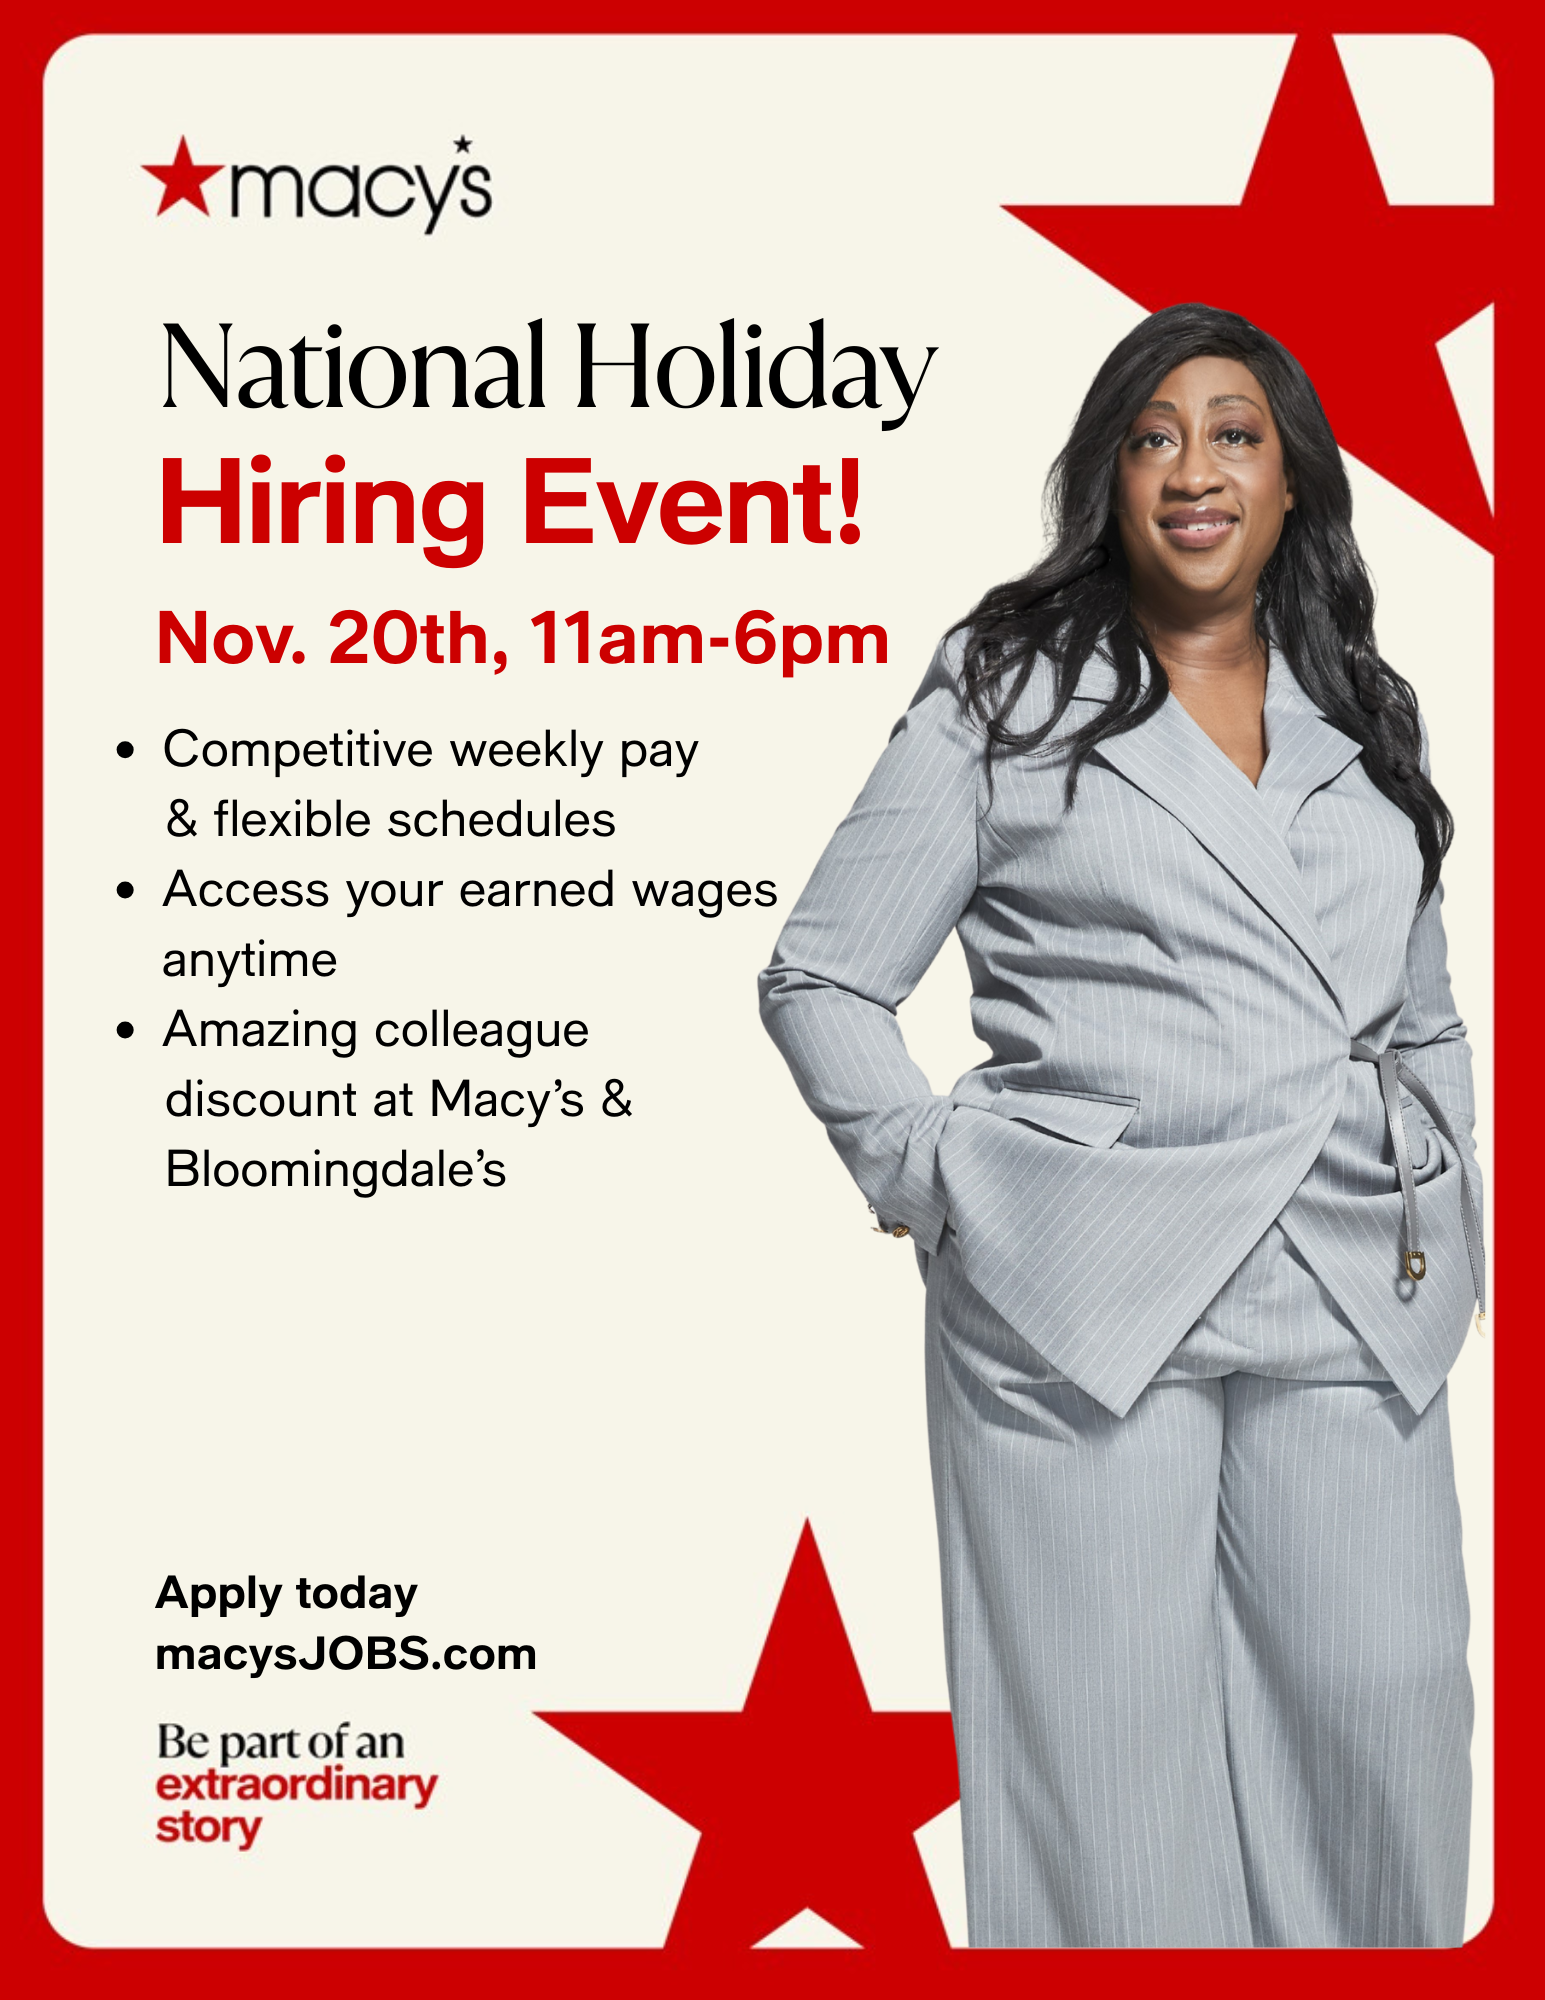 macy's
National Holiday
Hiring Event!
Nov. 20th, 11am-6pm
• Competitive weekly pay
& flexible schedules
• Access your earned wages
anytime
• Amazing colleague
discount at Macy’s &
Bloomingdale’s
Apply today
macysJOBS.com
Be part of an
extraordinary
story